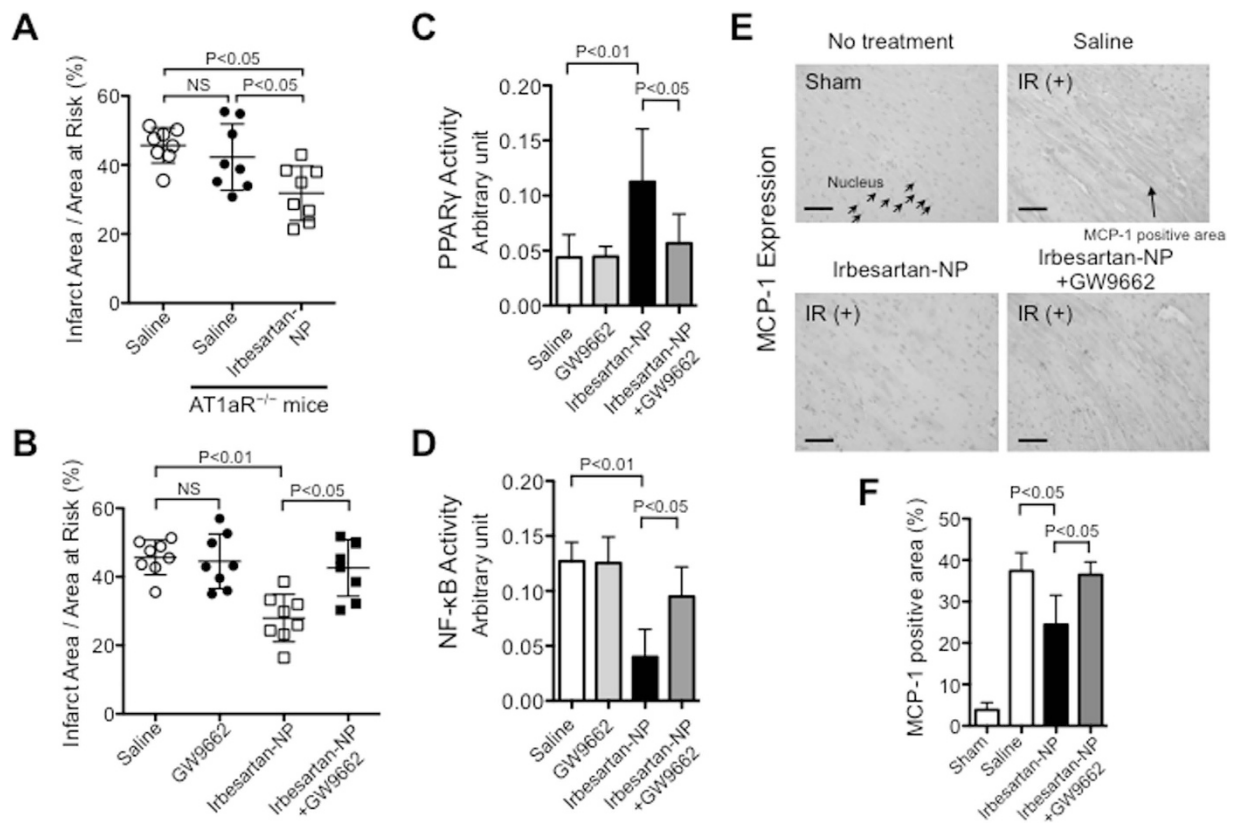 A
Infarct Area / Area at Risk (%)
P<0.05
NS
P<0.05
60
40
20
0
Saline
Saline
Irbesartan-
NP
AT1aR−/− mice
B
Infarct Area / Area at Risk (%)
P<0.01
NS
P<0.05
60
40
20
0
Saline
GW9662
Irbesartan-NP
Irbesartan-NP
+GW9662
C
PPARγ Activity
Arbitrary unit
P<0.01
P<0.05
0.20
0.15
0.10
0.05
0.00
Saline
GW9662
Irbesartan-NP
Irbesartan-NP
+GW9662
D
NF-κB Activity
Arbitrary unit
P<0.01
P<0.05
0.20
0.15
0.10
0.05
0.00
Saline
GW9662
Irbesartan-NP
Irbesartan-NP
+GW9662
E
MCP-1 Expression
No treatment
Saline
Sham
IR (+)
Nucleus
MCP-1 positive area
Irbesartan-NP
Irbesartan-NP
+GW9662
IR (+)
IR (+)
F
MCP-1 positive area (%)
P<0.05
P<0.05
50
40
30
20
10
0
Sham
Saline
Irbesartan-NP
Irbesartan-NP
+GW9662